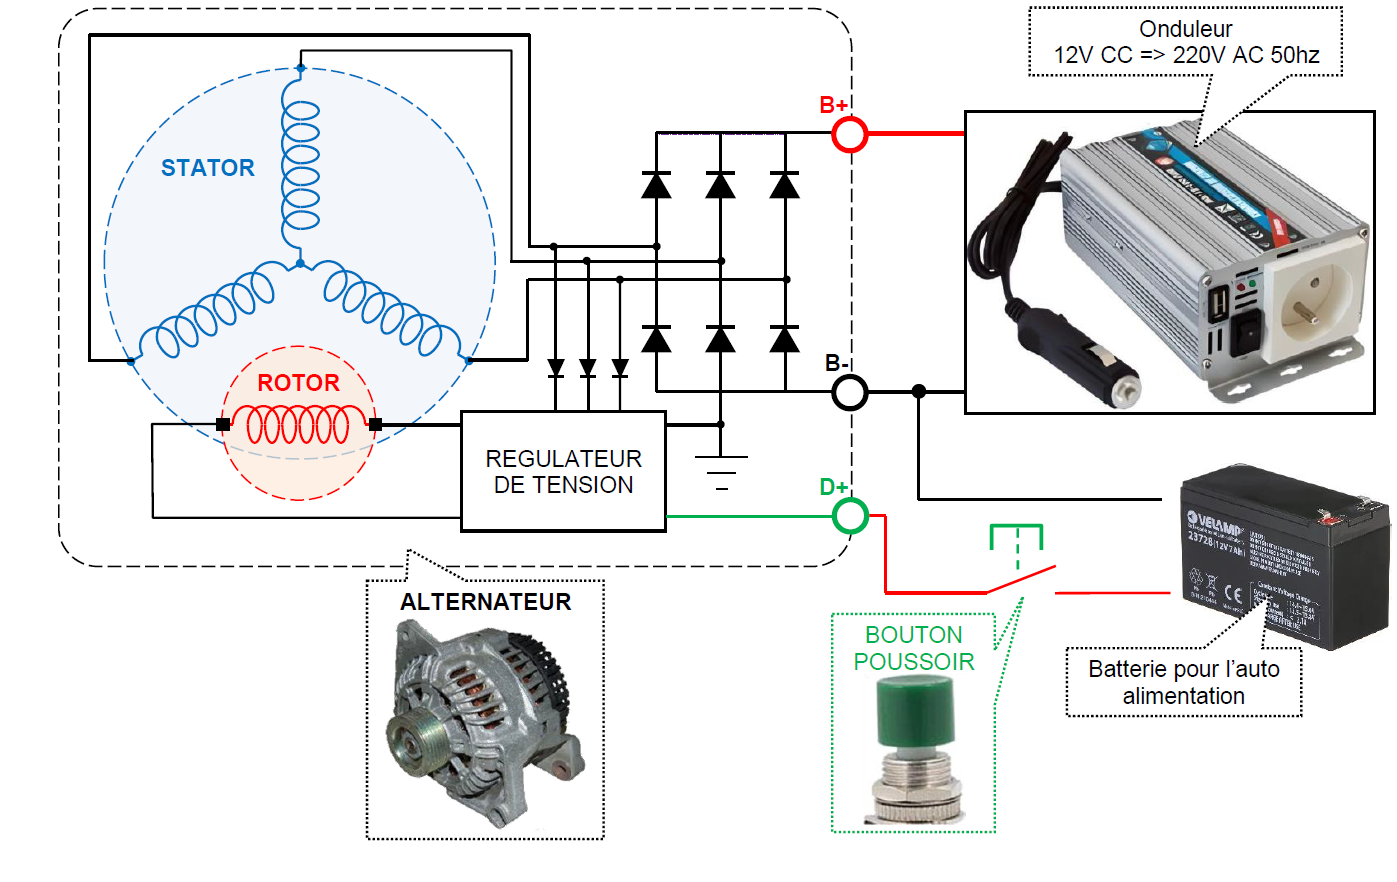 Onduleur
12V CC => 220V AC 50hz
B+
STATOR
B-
ROTOR
REGULATEUR
DE TENSION
D+
VELAMP
23728 (12V 7Ah)
ALTERNATEUR
BOUTON
POUSSOIR
Batterie pour l'auto
alimentation